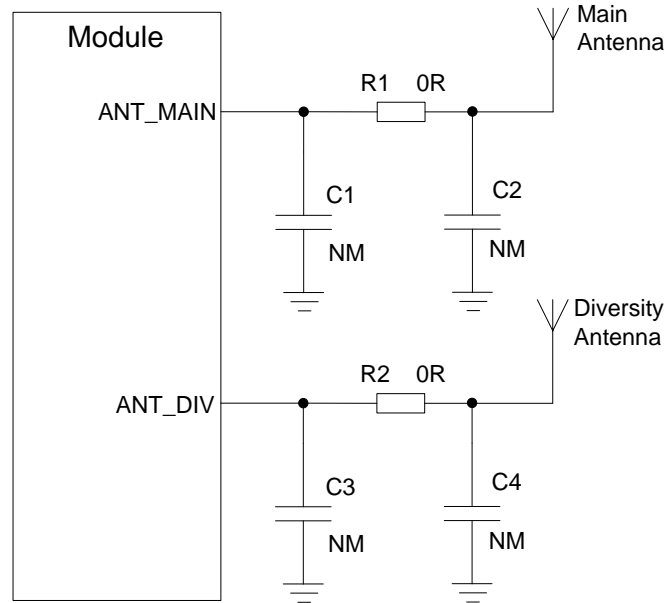 Module
Main
Antenna
R1 0R
ANT_MAIN
C1
NM
C2
NM
Diversity
Antenna
R2 0R
ANT_DIV
C3
NM
C4
NM